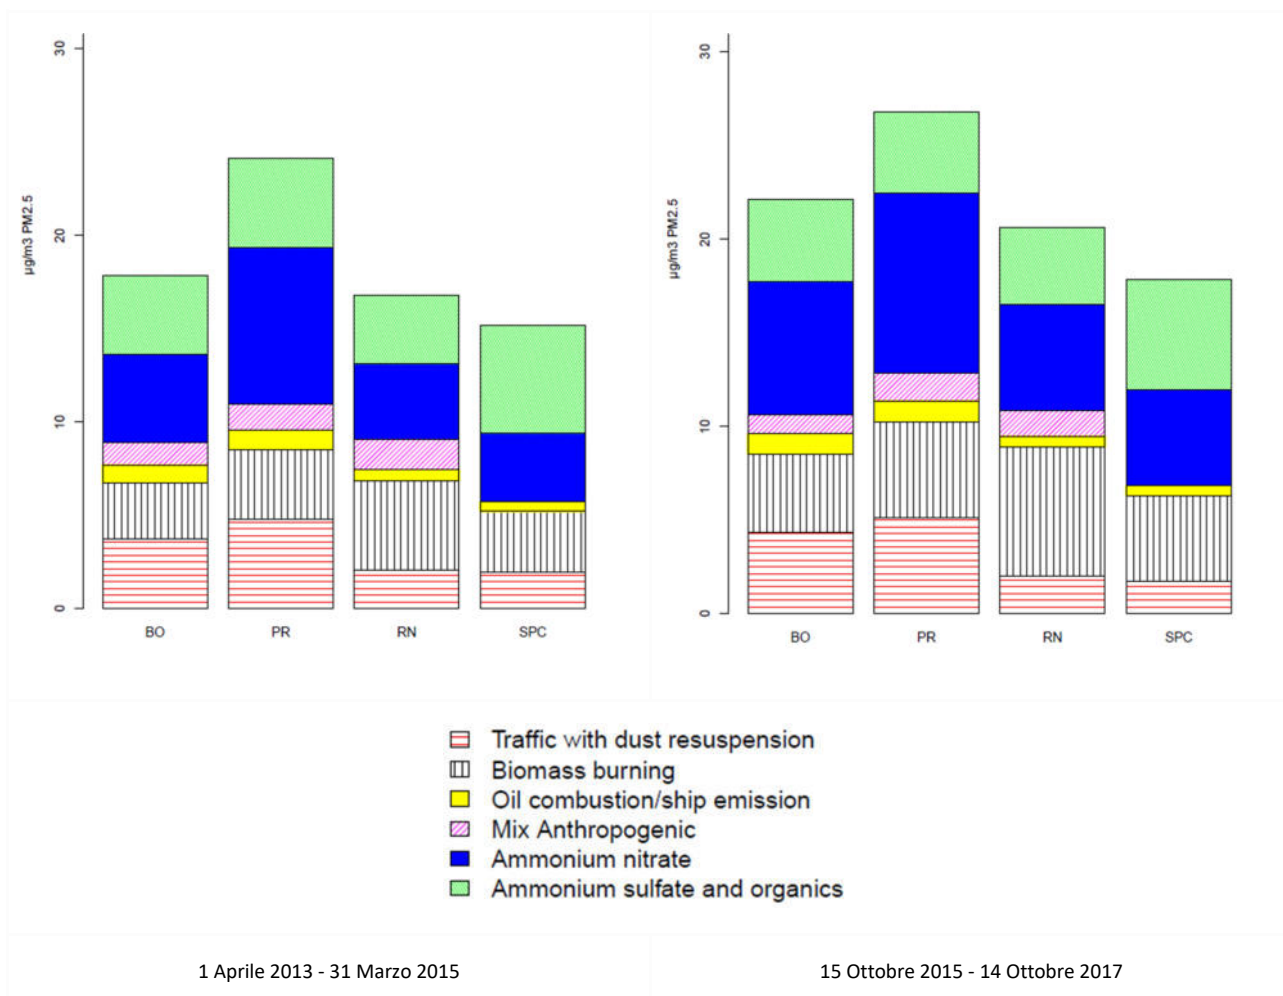 30
20
10
0
µg/m3 PM2.5
BO PR RN SPC
30
20
10
0
µg/m3 PM2.5
BO PR RN SPC
Traffic with dust resuspension
Biomass burning
Oil combustion/ship emission
Mix Anthropogenic
Ammonium nitrate
Ammonium sulfate and organics
1 Aprile 2013 - 31 Marzo 2015
15 Ottobre 2015 - 14 Ottobre 2017